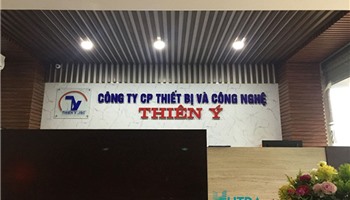 CÔNG TY CP THIẾT BỊ VÀ CÔNG NGHỆ
THIÊN Ý